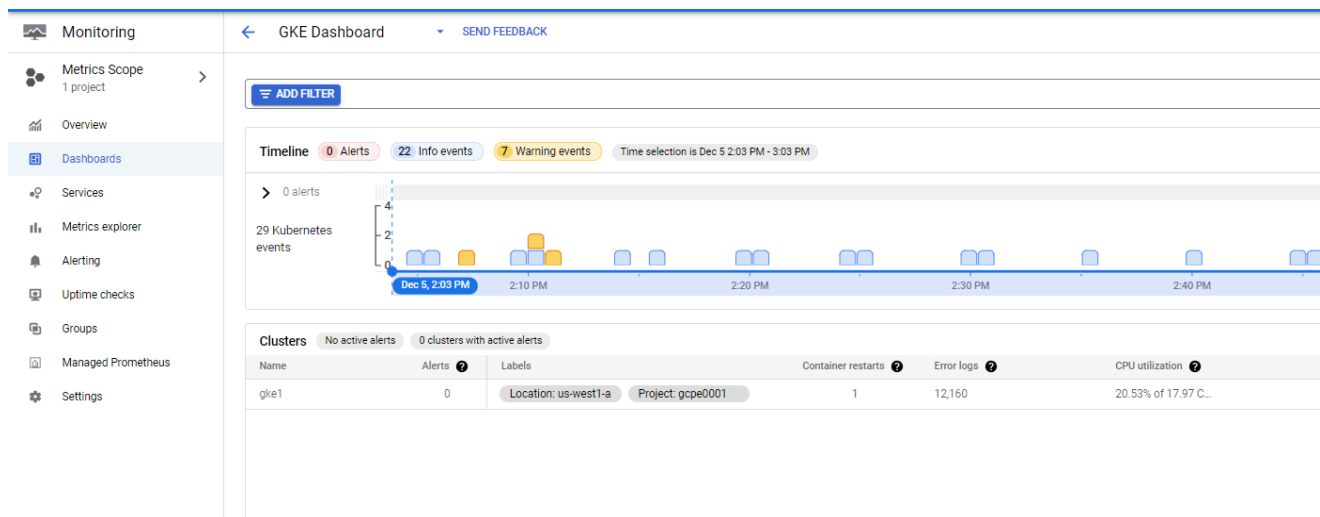 Monitoring
GKE Dashboard
SEND FEEDBACK
Metrics Scope
1 project
ADD FILTER
Overview
Dashboards
Services
Metrics explorer
Alerting
Uptime checks
Groups
Managed Prometheus
Settings
Timeline 0 Alerts 22 Info events 7 Warning events Time selection is Dec 5 2:03 PM - 3:03 PM
0 alerts
29 Kubernetes
events
4
2
0
Dec 5, 2:03 PM 2:10 PM 2:20 PM 2:30 PM 2:40 PM
Clusters No active alerts 0 clusters with active alerts
Name Alerts ? Labels Container restarts ? Error logs ? CPU utilization ?
gke1 0 Location: us-west1-a Project: gcpe0001 1 12,160 20.53% of 17.97 C...